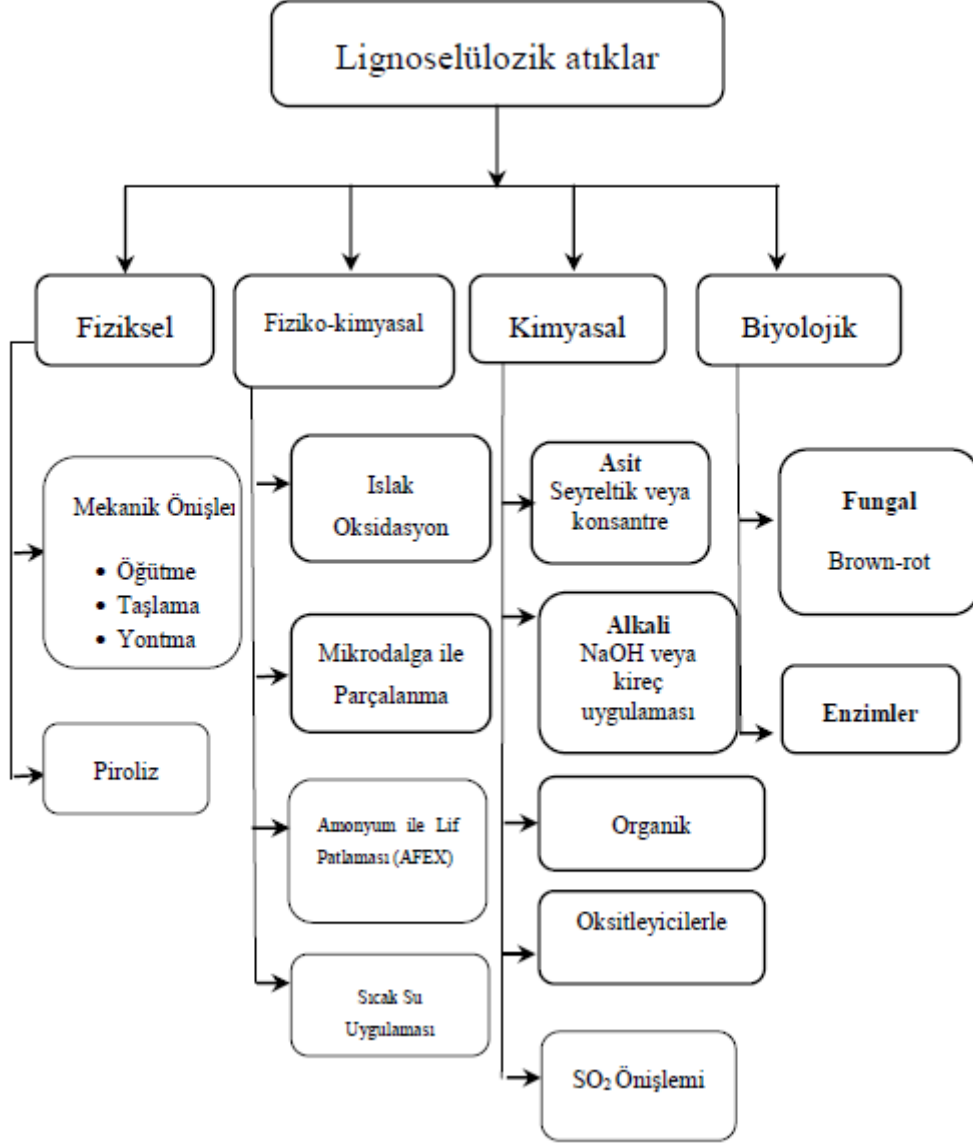 Lignoselülozik atıklar
Fiziksel
Fiziko-kimyasal
Kimyasal
Biyolojik
Mekanik Önişler
• Öğütme
• Taşlama
• Yontma
Piroliz
Islak
Oksidasyon
Mikrodalga ile
Parçalanma
Amonyum ile Lif
Patlaması (AFEX)
Sıcak Su
Uygulaması
Asit
Seyreltik veya
konsantre
Alkali
NaOH veya
kireç
uygulaması
Organik
Oksitleyicilerle
SO₂ Önişlemi
Fungal
Brown-rot
Enzimler